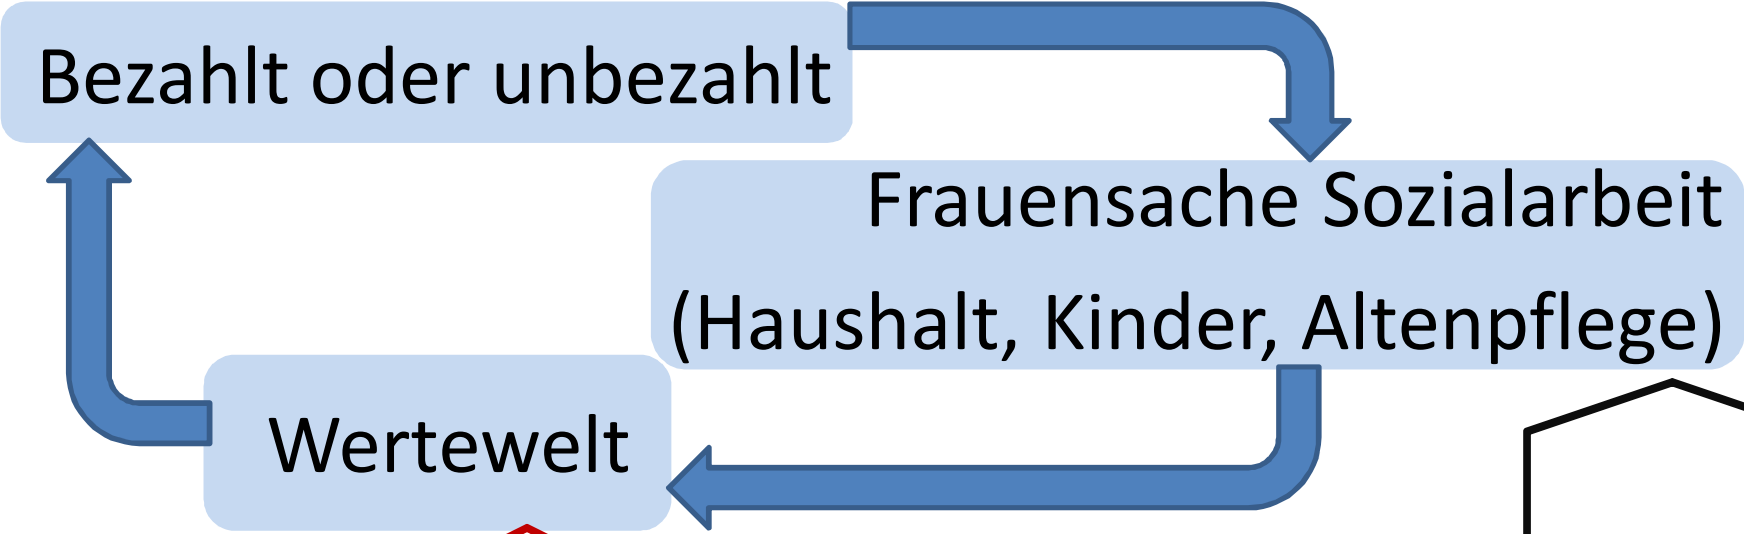 Bezahlt oder unbezahlt
Frauensache Sozialarbeit
(Haushalt, Kinder, Altenpflege)
Wertewelt